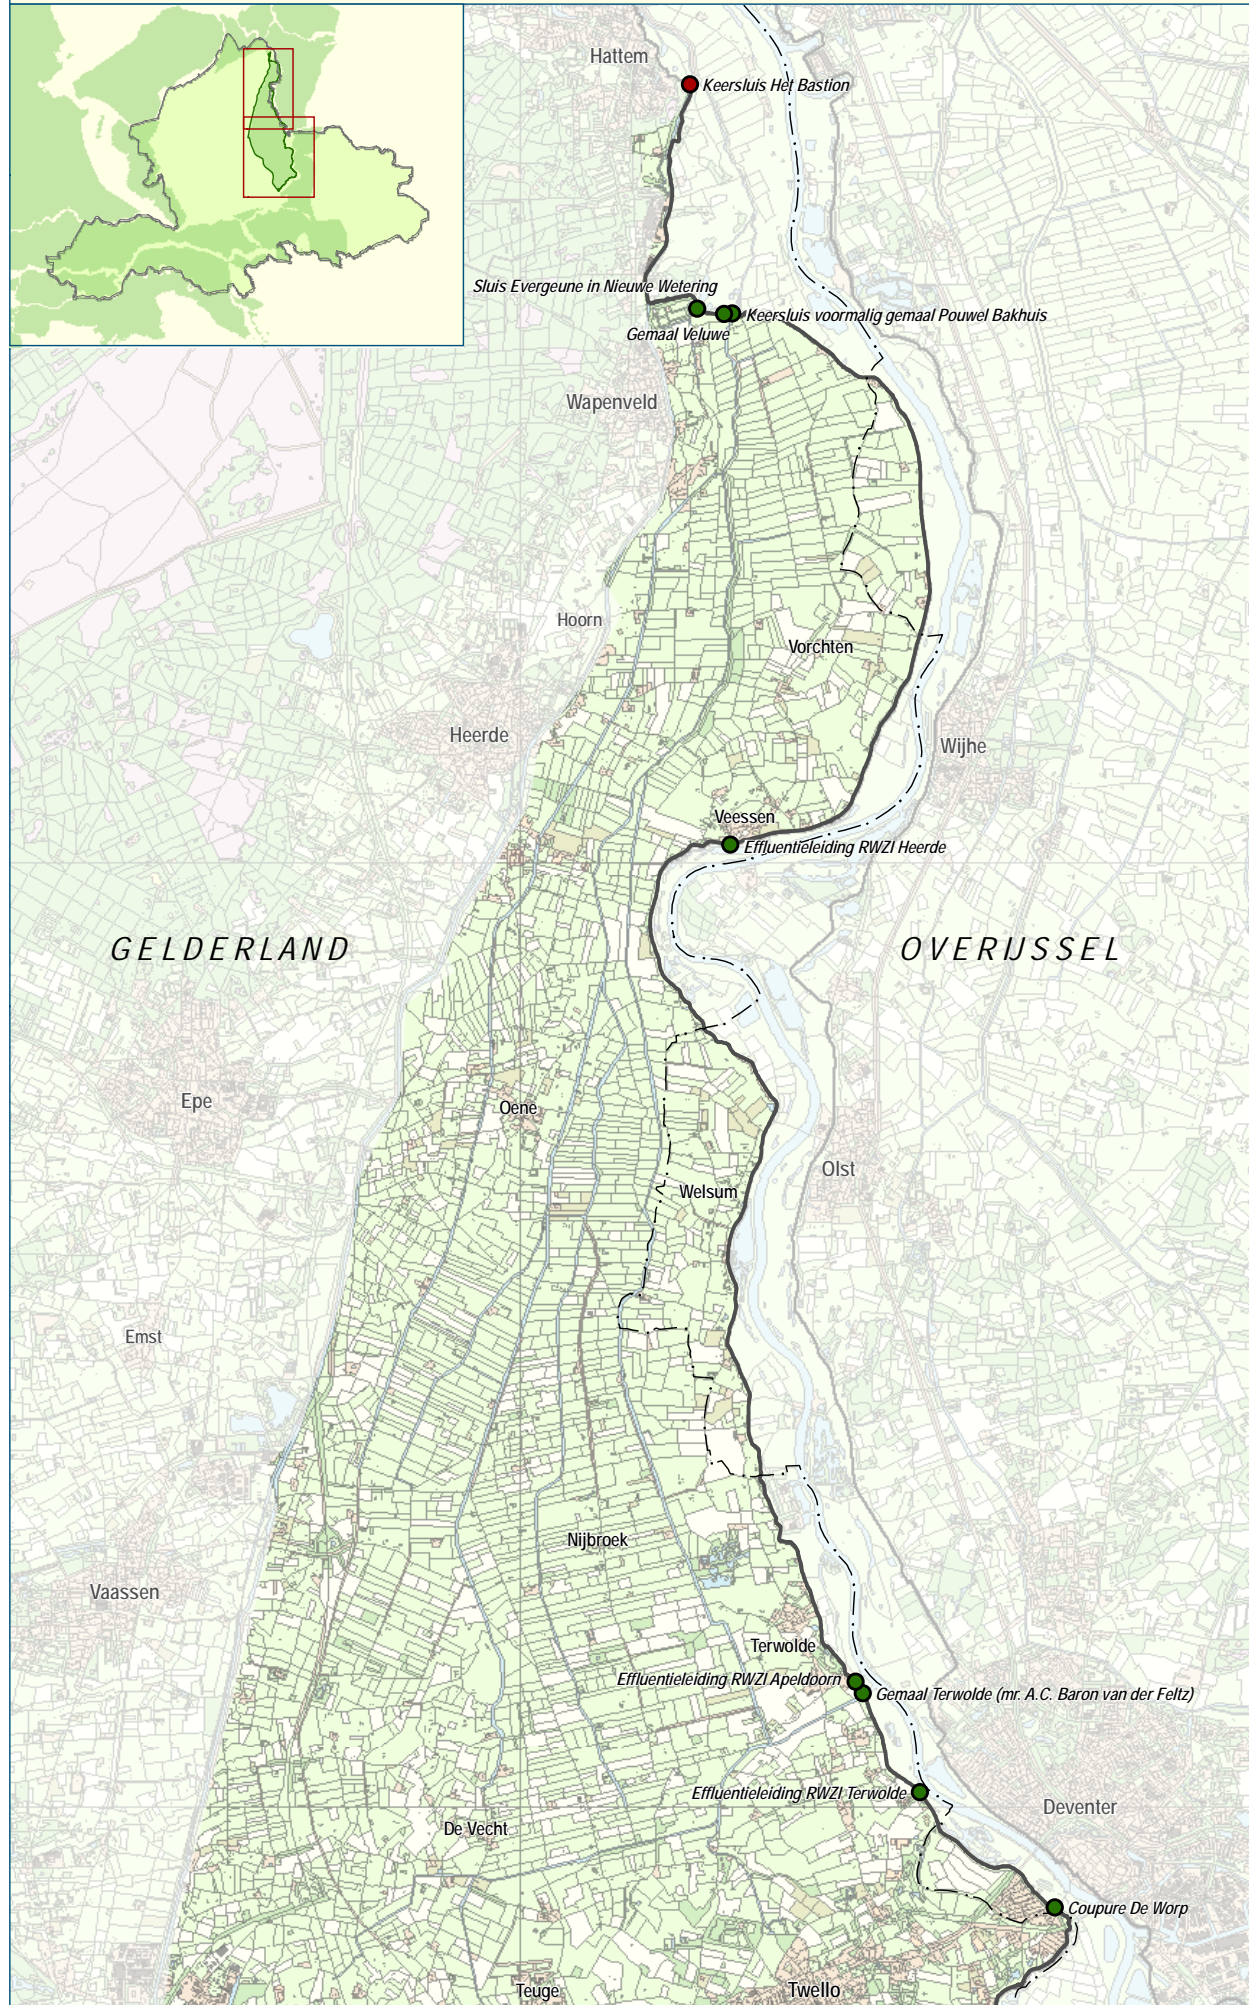 Hattem
Keersluis Het Bastion
Sluis Evergeune in Nieuwe Wetering
Keersluis voormalig gemaal Pouwel Bakhuis
Gemaal Veluwe
Wapenveld
Hoorn
Vorchten
Heerde
Wijhe
Veessen
Effluentieleiding RWZI Heerde
GELDERLAND
OVERIJSSEL
Epe
Oene
Olst
Welsum
Emst
Nijbroek
Vaassen
Terwolde
Effluentieleiding RWZI Apeldoorn
Gemaal Terwolde (mr. A.C. Baron van der Feltz)
Effluentieleiding RWZI Terwolde
Deventer
De Vecht
Coupure De Worp
Teuge
Twello